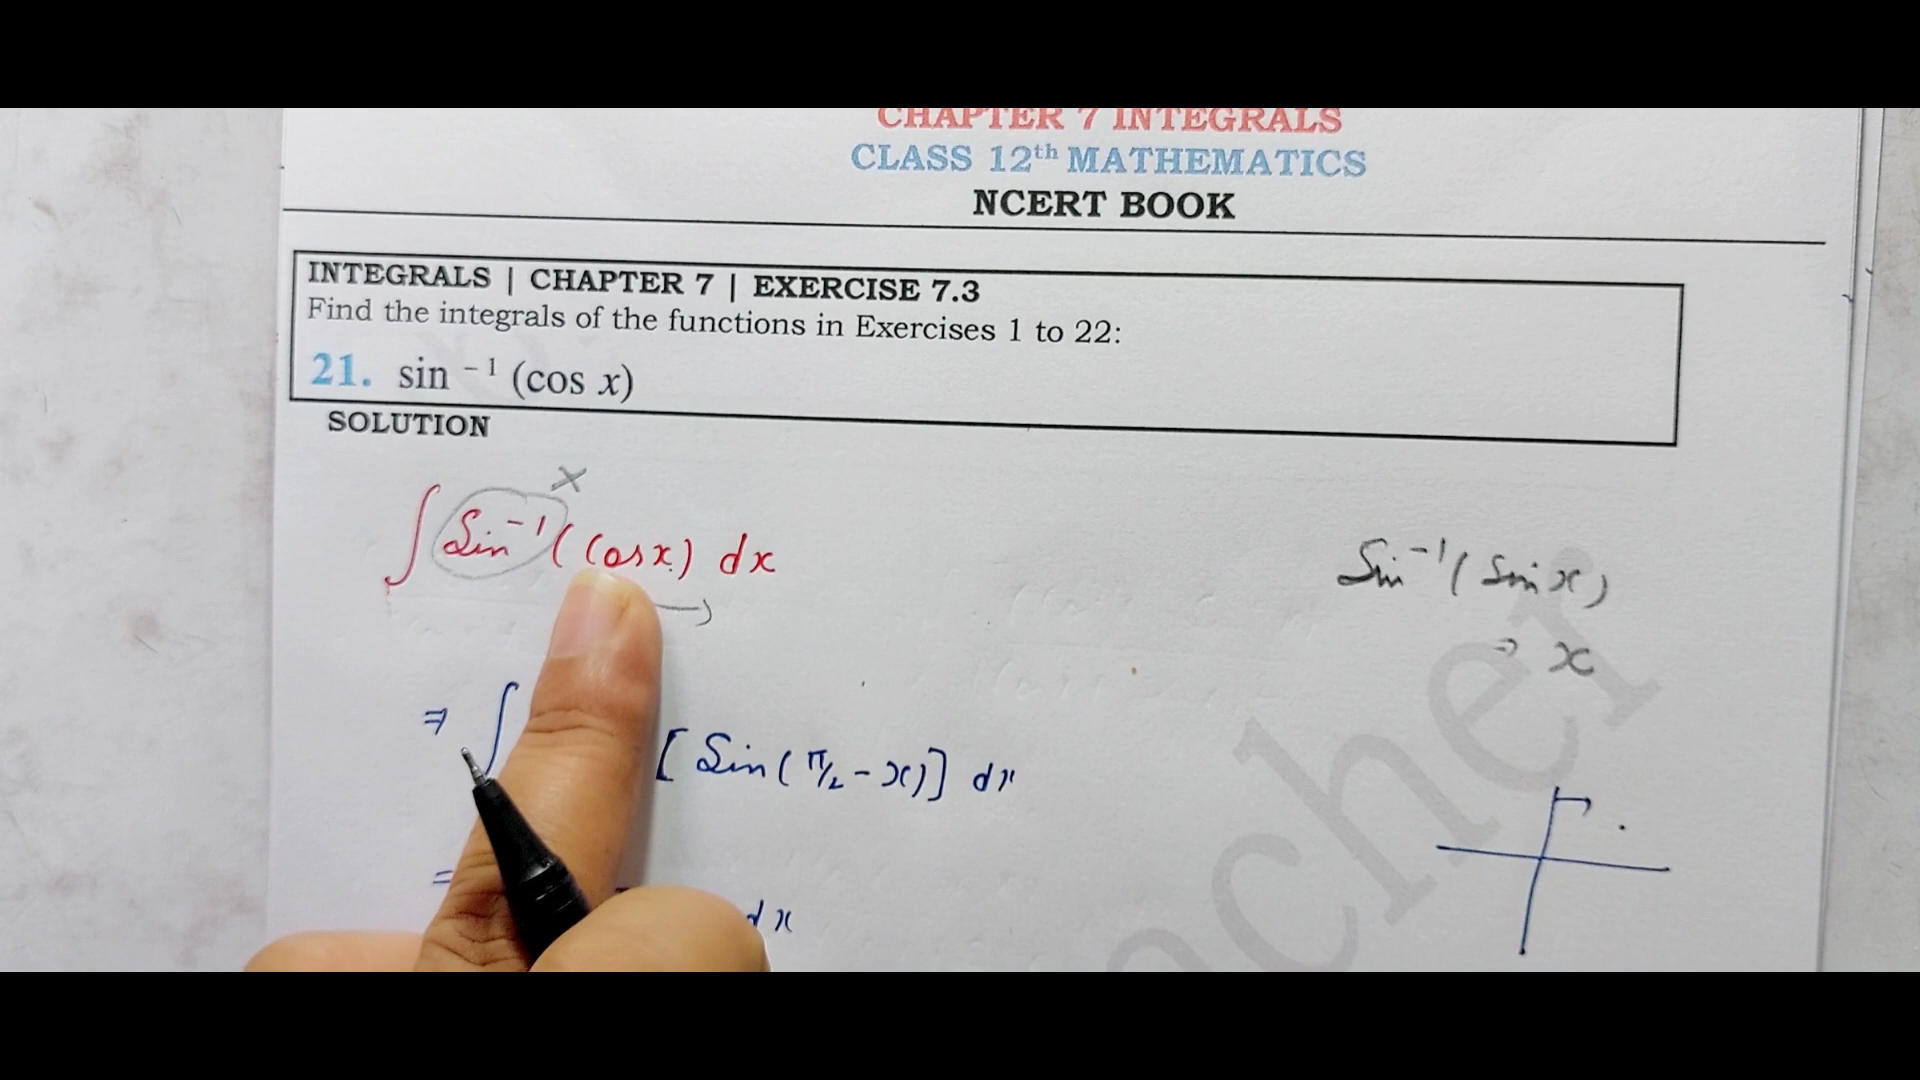 CHAPTER 7 INTEGRALS
CLASS 12th MATHEMATICS
NCERT BOOK
INTEGRALS | CHAPTER 7 | EXERCISE 7.3
Find the integrals of the functions in Exercises 1 to 22:
21. sin⁻¹ (cos x)
SOLUTION
x
∫ Sin⁻¹ (cosx) dx
Sin⁻¹ (Sin x)
⇒ x
⇒ ∫ [Sin(π/2 - x)] dx
= dx